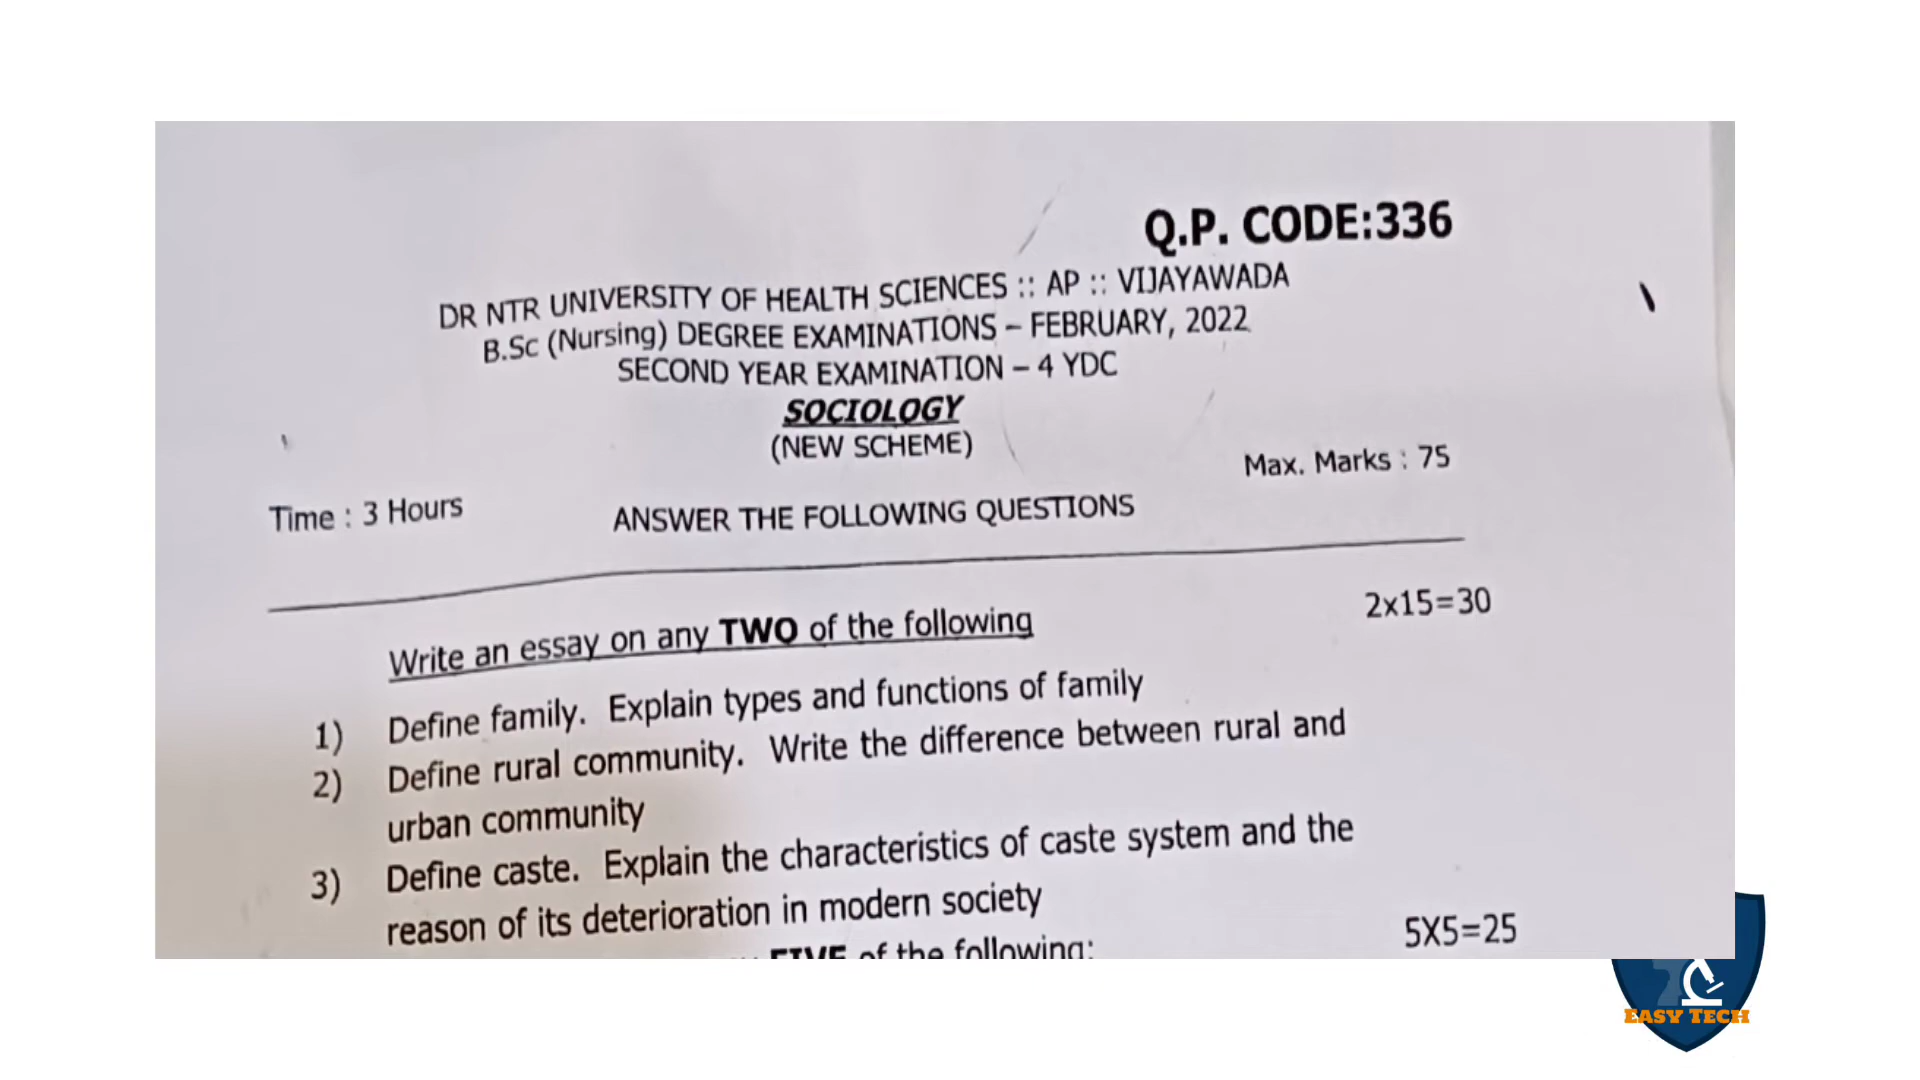 Q.P. CODE:336
DR NTR UNIVERSITY OF HEALTH SCIENCES :: AP :: VIJAYAWADA
B.Sc (Nursing) DEGREE EXAMINATIONS – FEBRUARY, 2022
SECOND YEAR EXAMINATION – 4 YDC
SOCIOLOGY
(NEW SCHEME)
Max. Marks : 75
Time : 3 Hours
ANSWER THE FOLLOWING QUESTIONS
Write an essay on any TWO of the following 2x15=30
1) Define family. Explain types and functions of family
2) Define rural community. Write the difference between rural and
urban community
3) Define caste. Explain the characteristics of caste system and the
reason of its deterioration in modern society
FIVE of the following: 5X5=25
EASY TECH